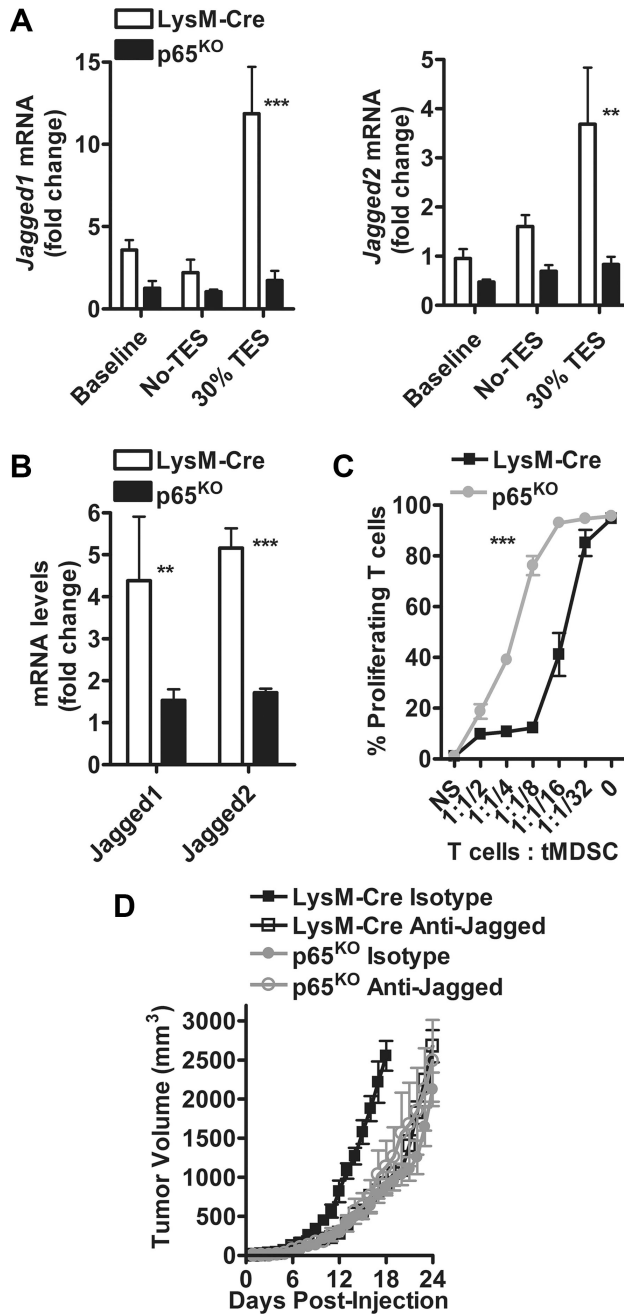 A
LysM-Cre
p65KO
Jagged1 mRNA
(fold change)
15
10
5
0
Baseline
No-TES
30% TES
***
Jagged2 mRNA
(fold change)
5
4
3
2
1
0
Baseline
No-TES
30% TES
**
B
LysM-Cre
p65KO
mRNA levels
(fold change)
6
5
4
3
2
1
0
**
***
Jagged1
Jagged2
C
LysM-Cre
p65KO
% Proliferating T cells
100
80
60
40
20
0
***
NS
1:1/2
1:1/4
1:1/8
1:1/16
1:1/32
0
T cells : tMDSC
D
LysM-Cre Isotype
LysM-Cre Anti-Jagged
p65KO Isotype
p65KO Anti-Jagged
Tumor Volume (mm3)
3000
2500
2000
1500
1000
500
0
0 6 12 18 24
Days Post-Injection